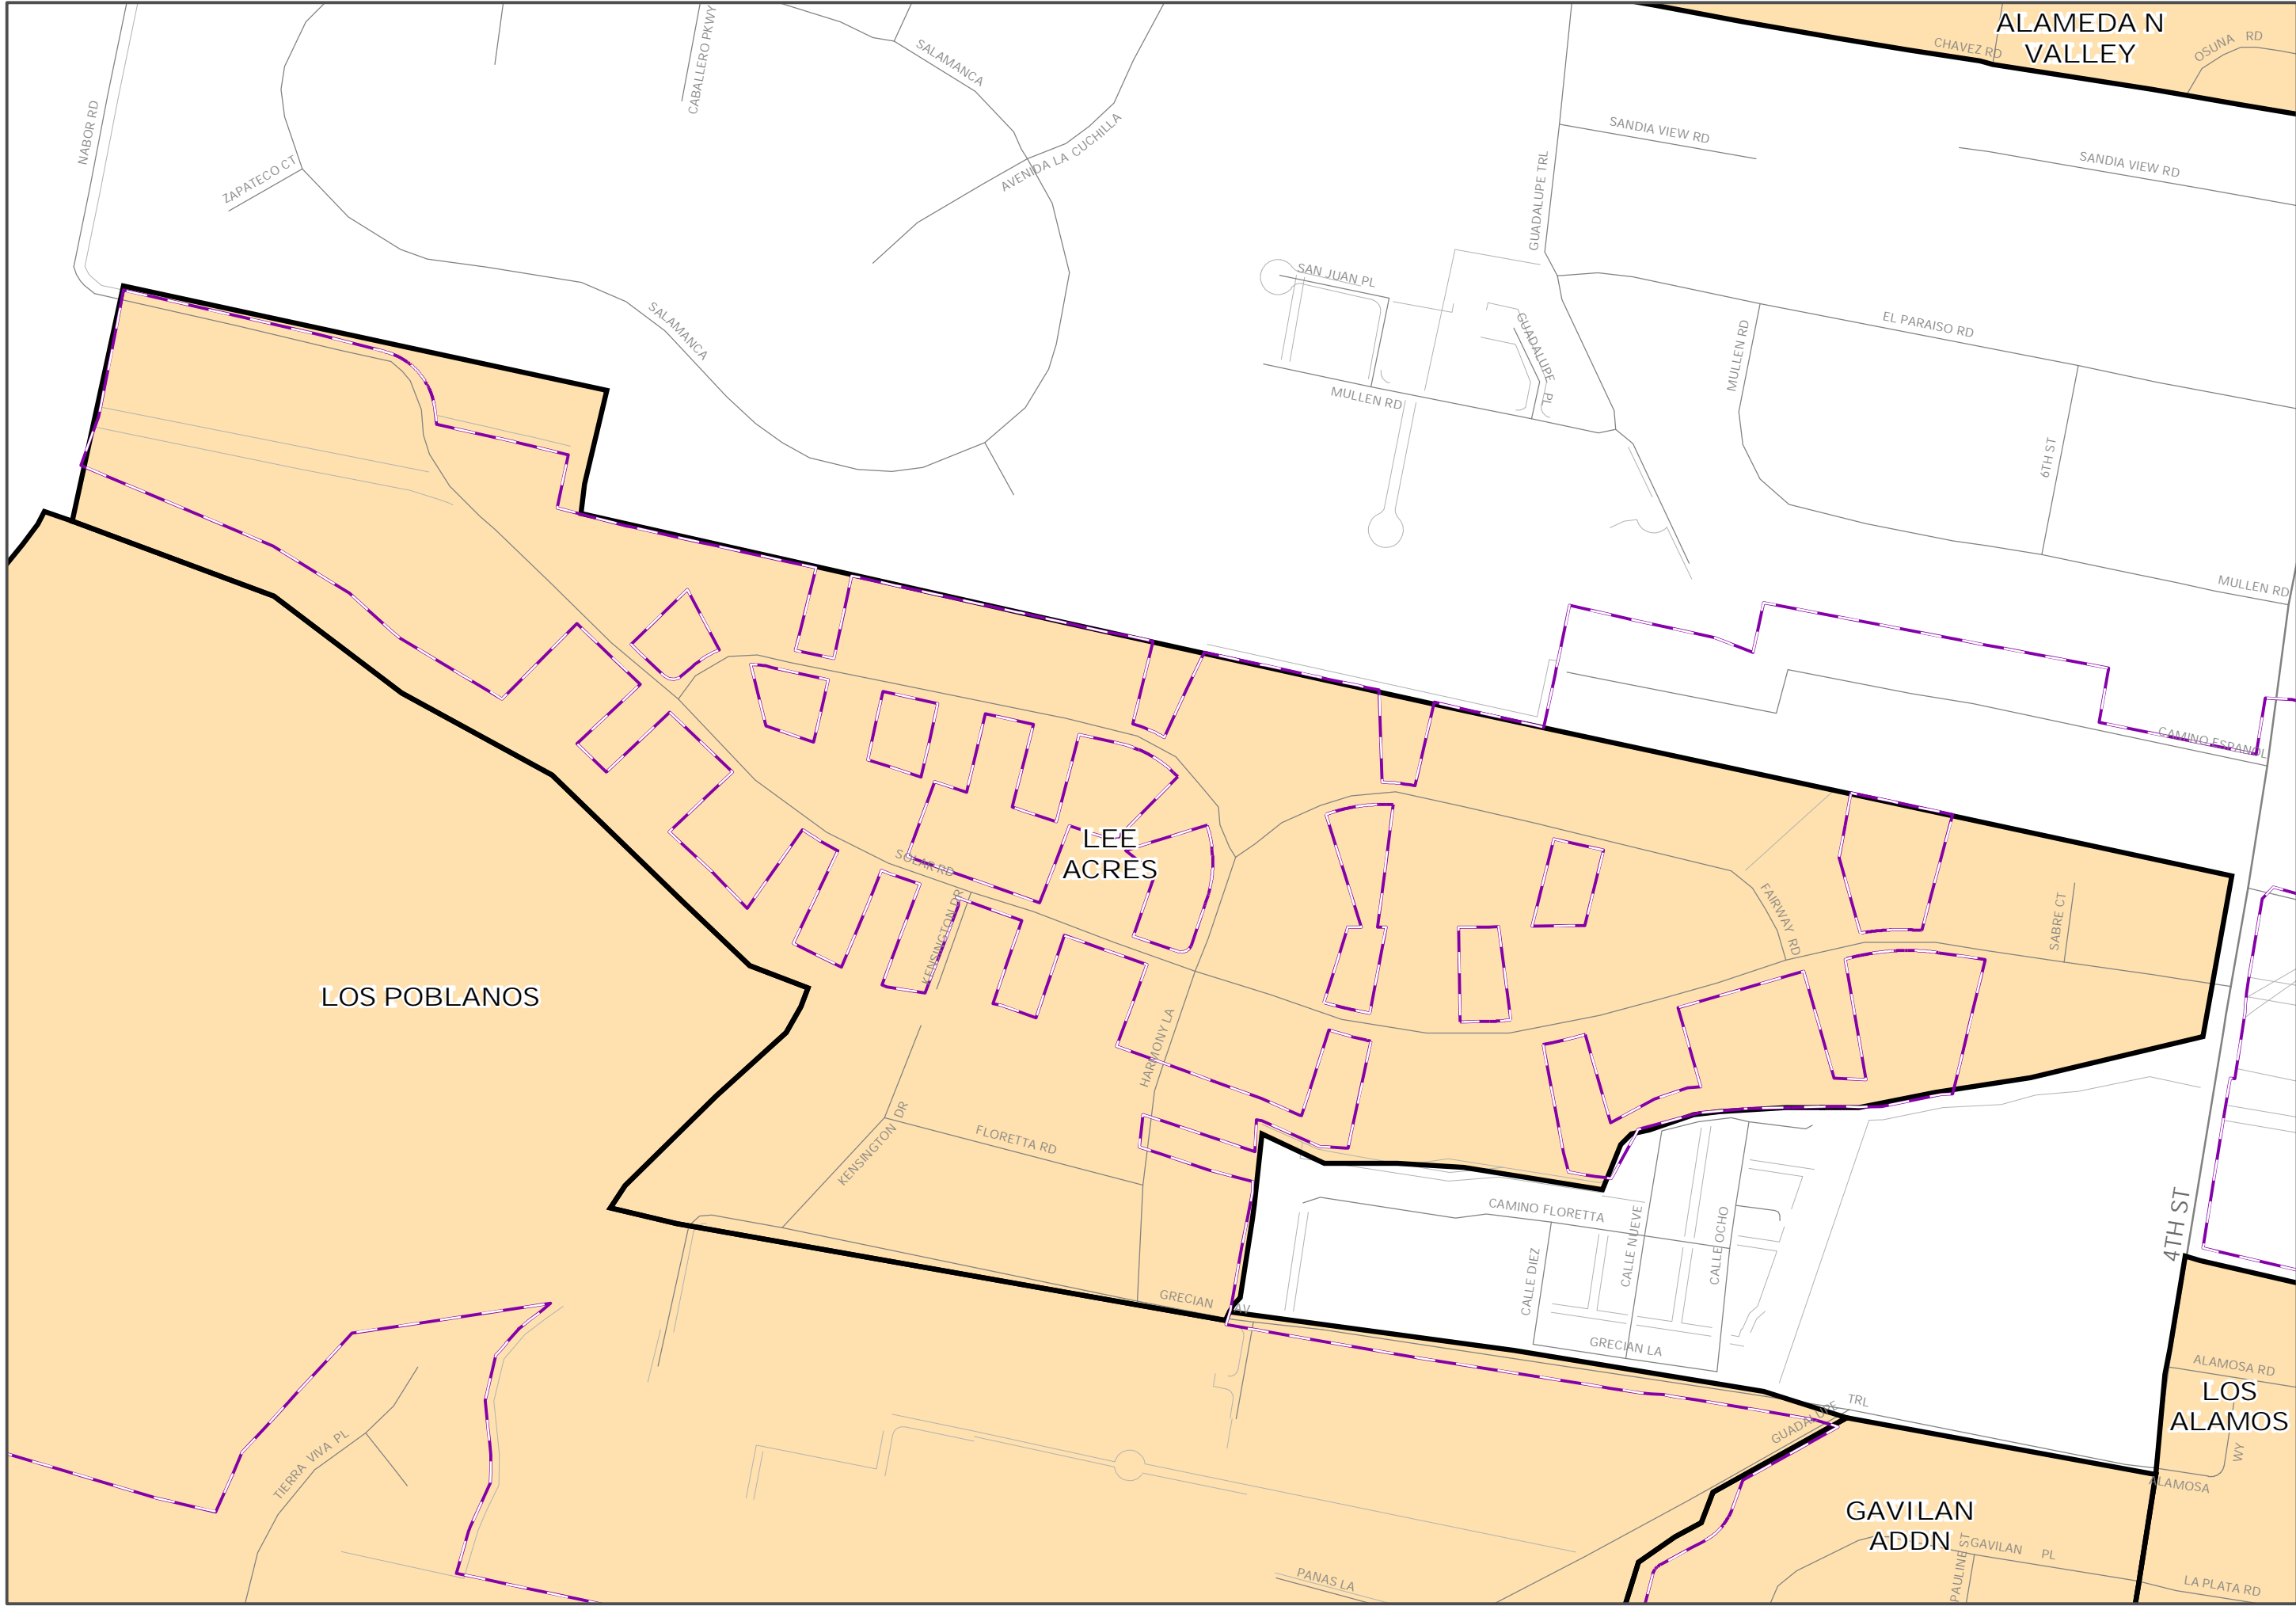 ALAMEDA N
VALLEY
CHAVEZ RD
OSUNA RD
CABALLERO PKWY
SALAMANCA
NABOR RD
ZAPATECO CT
AVENIDA LA CUCHILLA
GUADALUPE TRL
SANDIA VIEW RD
SANDIA VIEW RD
SAN JUAN PL
SALAMANCA
GUADALUPE PL
MULLEN RD
MULLEN RD
EL PARAISO RD
6TH ST
MULLEN RD
CAMINO ESPANOL
LEE
ACRES
SOLAR RD
KENSINGTON DR
FAIRWAY RD
SABRE CT
LOS POBLANOS
HARMONY LA
KENSINGTON DR
FLORETTA RD
CAMINO FLORETTA
CALLE DIEZ
CALLE NUEVE
CALLE OCHO
4TH ST
GRECIAN AV
GRECIAN LA
ALAMOSA RD
LOS
ALAMOS
GUADALUPE TRL
TIERRA VIVA PL
WY
ALAMOSA
GAVILAN
ADDN
GAVILAN PL
PAULINE ST
PANAS LA
LA PLATA RD